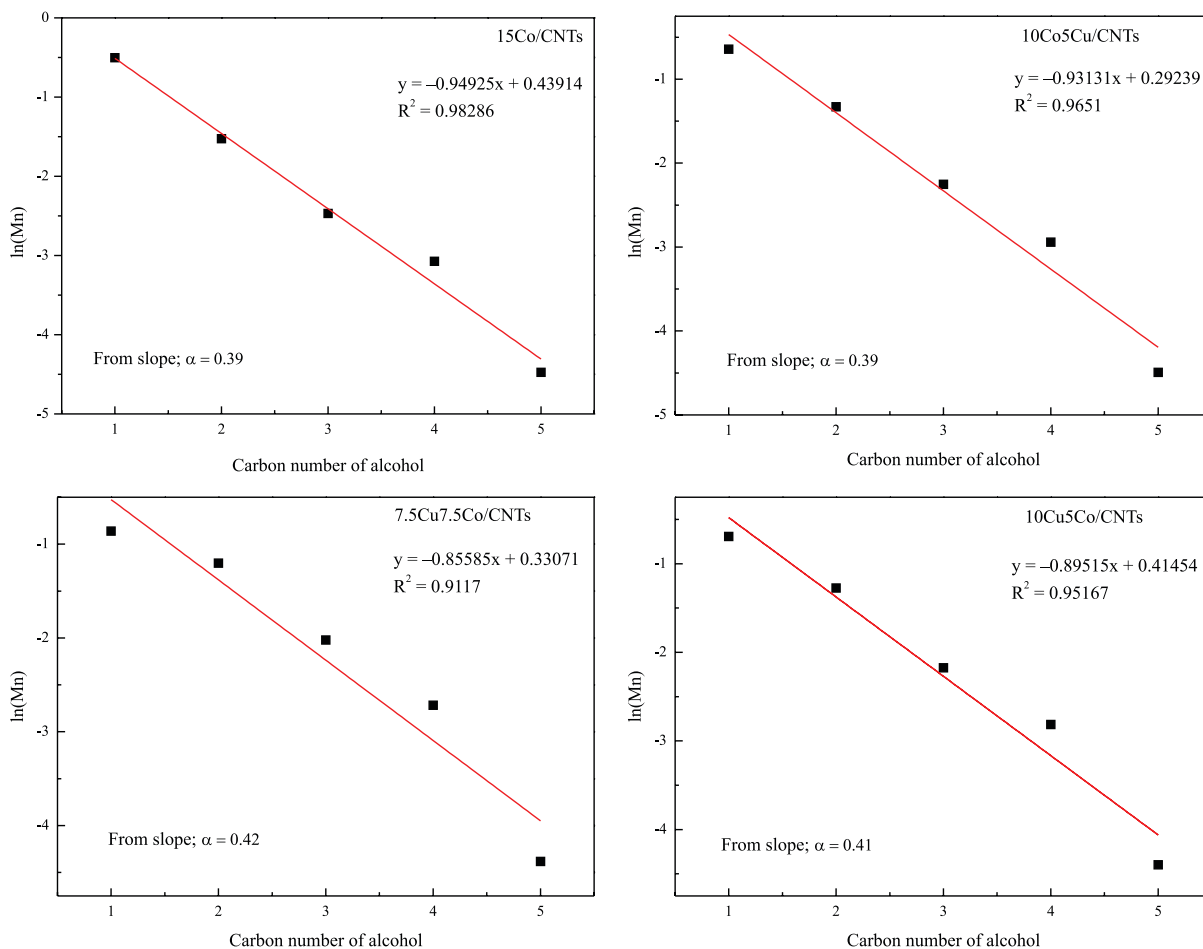 15Co/CNTs
y = –0.94925x + 0.43914
R² = 0.98286
From slope; α = 0.39
ln(Mn)
0
-1
-2
-3
-4
-5
1 2 3 4 5
Carbon number of alcohol
10Co5Cu/CNTs
y = –0.93131x + 0.29239
R² = 0.9651
From slope; α = 0.39
ln(Mn)
-1
-2
-3
-4
-5
1 2 3 4 5
Carbon number of alcohol
7.5Cu7.5Co/CNTs
y = –0.85585x + 0.33071
R² = 0.9117
From slope; α = 0.42
ln(Mn)
-1
-2
-3
-4
1 2 3 4 5
Carbon number of alcohol
10Cu5Co/CNTs
y = –0.89515x + 0.41454
R² = 0.95167
From slope; α = 0.41
ln(Mn)
-1
-2
-3
-4
1 2 3 4 5
Carbon number of alcohol